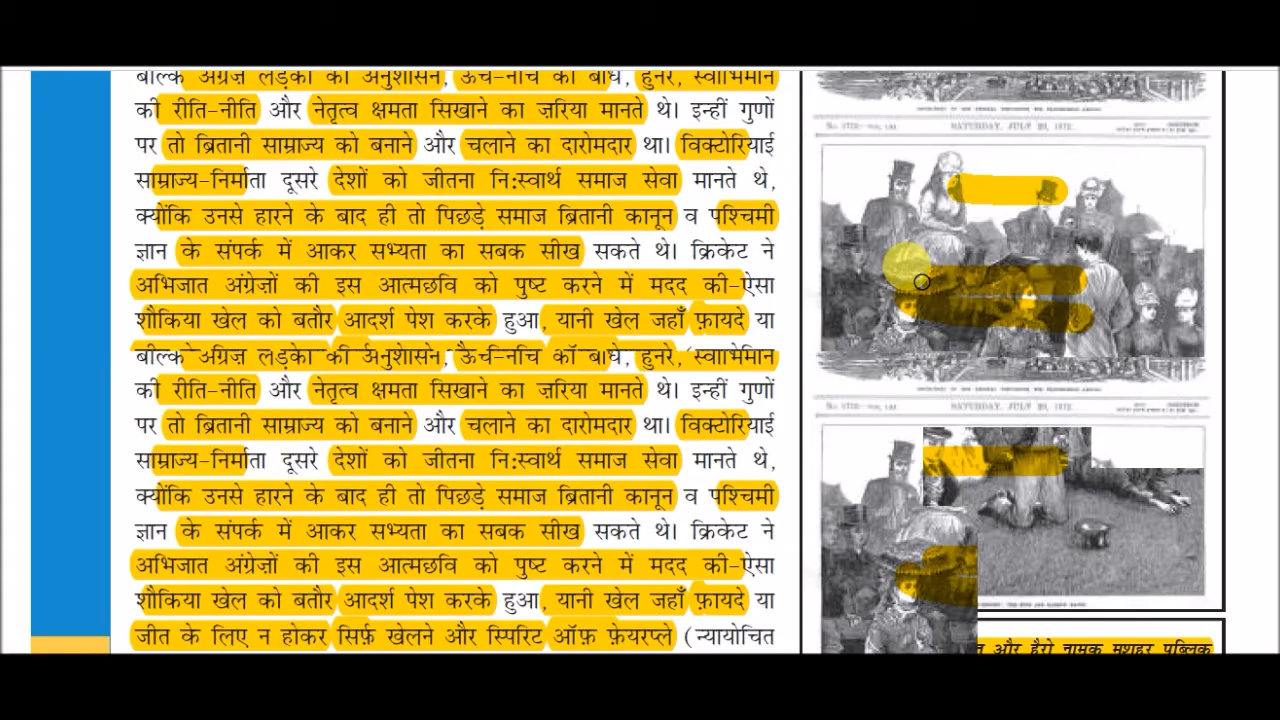 बल्कि अंग्रेज़ लड़कों को अनुशासन, ऊँच-नीच का बोध, हुनर, स्वाभिमान
की रीति-नीति और नेतृत्व क्षमता सिखाने का ज़रिया मानते थे। इन्हीं गुणों
पर तो ब्रितानी साम्राज्य को बनाने और चलाने का दारोमदार था। विक्टोरियाई
साम्राज्य-निर्माता दूसरे देशों को जीतना नि:स्वार्थ समाज सेवा मानते थे,
क्योंकि उनसे हारने के बाद ही तो पिछड़े समाज ब्रितानी कानून व पश्चिमी
ज्ञान के संपर्क में आकर सभ्यता का सबक सीख सकते थे। क्रिकेट ने
अभिजात अंग्रेज़ों की इस आत्मछवि को पुष्ट करने में मदद की-ऐसा
शौकिया खेल को बतौर आदर्श पेश करके हुआ, यानी खेल जहाँ फ़ायदे या
बल्कि अंग्रेज़ लड़कों को अनुशासन, ऊँच-नीच का बोध, हुनर, स्वाभिमान
की रीति-नीति और नेतृत्व क्षमता सिखाने का ज़रिया मानते थे। इन्हीं गुणों
पर तो ब्रितानी साम्राज्य को बनाने और चलाने का दारोमदार था। विक्टोरियाई
साम्राज्य-निर्माता दूसरे देशों को जीतना नि:स्वार्थ समाज सेवा मानते थे,
क्योंकि उनसे हारने के बाद ही तो पिछड़े समाज ब्रितानी कानून व पश्चिमी
ज्ञान के संपर्क में आकर सभ्यता का सबक सीख सकते थे। क्रिकेट ने
अभिजात अंग्रेज़ों की इस आत्मछवि को पुष्ट करने में मदद की-ऐसा
शौकिया खेल को बतौर आदर्श पेश करके हुआ, यानी खेल जहाँ फ़ायदे या
जीत के लिए न होकर सिर्फ़ खेलने और स्पिरिट ऑफ़ फ़ेयरप्ले (न्यायोचित
SATURDAY, JULY 20, 1872.
SATURDAY, JULY 20, 1872.
और हैरो नामक मशहूर पब्लिक